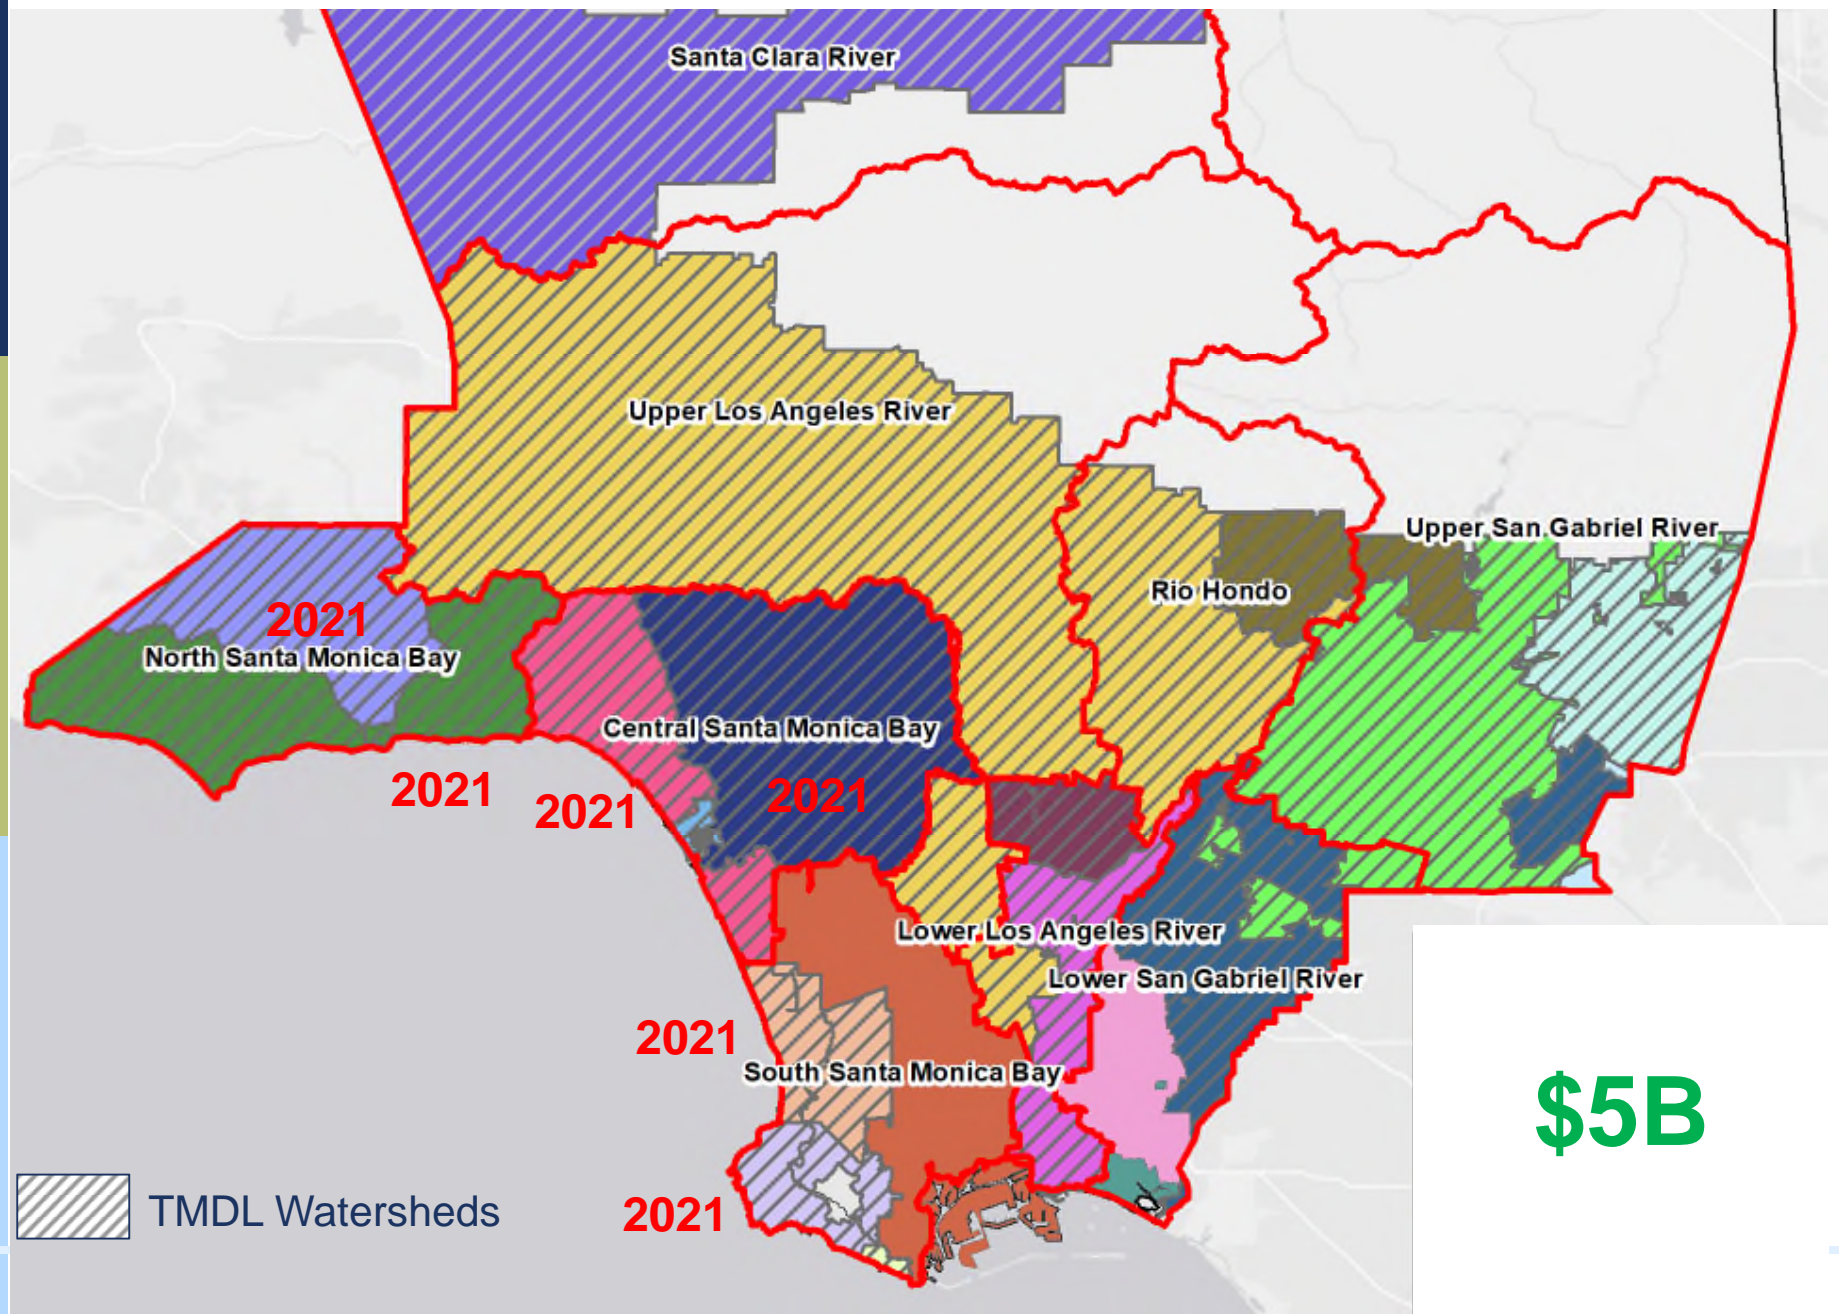 Santa Clara River
Upper Los Angeles River
Upper San Gabriel River
Rio Hondo
2021
North Santa Monica Bay
Central Santa Monica Bay
2021
2021
2021
Lower Los Angeles River
Lower San Gabriel River
2021
South Santa Monica Bay
$5B
TMDL Watersheds
2021